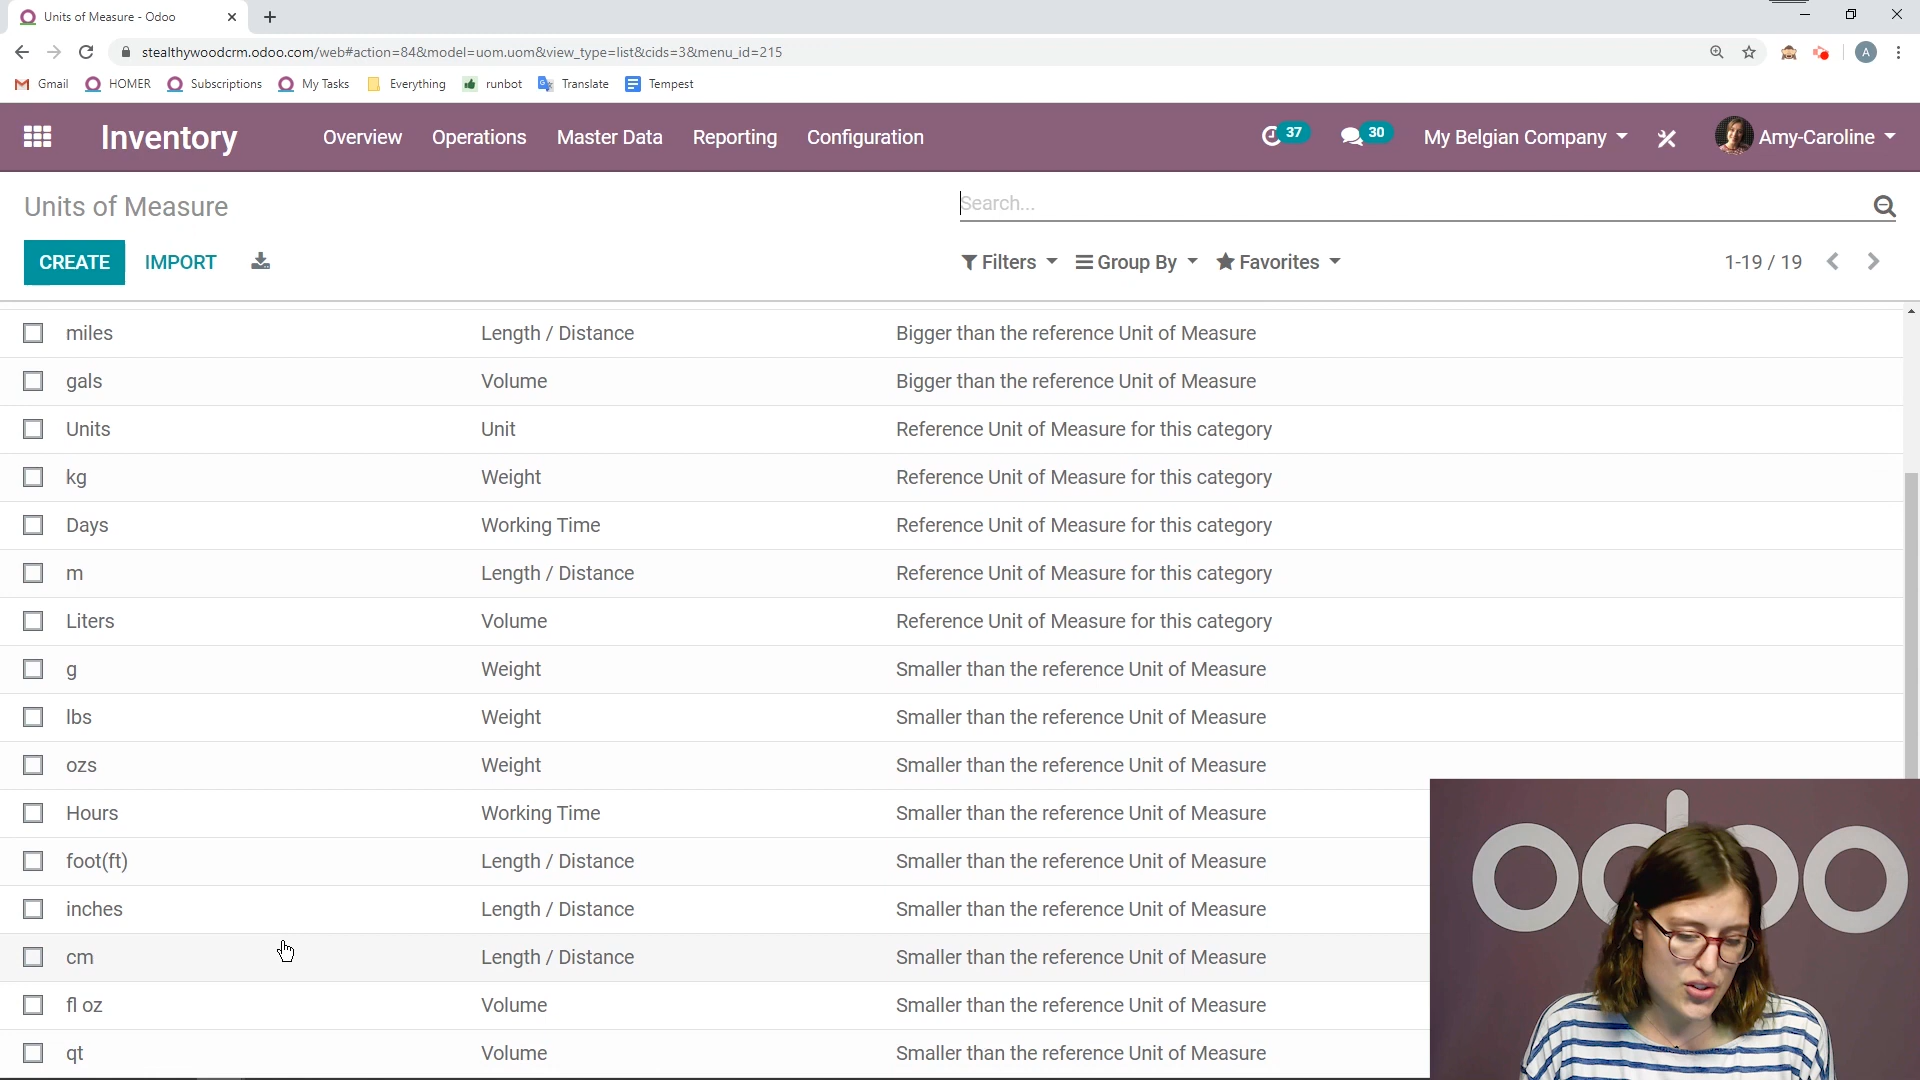 Units of Measure - Odoo
stealthywoodcrm.odoo.com/web#action=84&model=uom.uom&view_type=list&cids=3&menu_id=215
A
Gmail HOMER Subscriptions My Tasks Everything runbot Translate Tempest
Inventory Overview Operations Master Data Reporting Configuration 37 30 My Belgian Company Amy-Caroline
Units of Measure Search...
CREATE IMPORT Filters Group By Favorites 1-19 / 19
miles Length / Distance Bigger than the reference Unit of Measure
gals Volume Bigger than the reference Unit of Measure
Units Unit Reference Unit of Measure for this category
kg Weight Reference Unit of Measure for this category
Days Working Time Reference Unit of Measure for this category
m Length / Distance Reference Unit of Measure for this category
Liters Volume Reference Unit of Measure for this category
g Weight Smaller than the reference Unit of Measure
lbs Weight Smaller than the reference Unit of Measure
ozs Weight Smaller than the reference Unit of Measure
Hours Working Time Smaller than the reference Unit of Measure
foot(ft) Length / Distance Smaller than the reference Unit of Measure
inches Length / Distance Smaller than the reference Unit of Measure
cm Length / Distance Smaller than the reference Unit of Measure
fl oz Volume Smaller than the reference Unit of Measure
qt Volume Smaller than the reference Unit of Measure
odoo